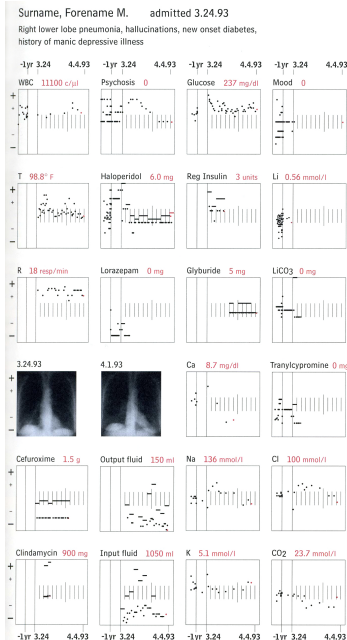 Surname, Forename M. admitted 3.24.93
Right lower lobe pneumonia, hallucinations, new onset diabetes,
history of manic depressive illness
-1yr 3.24 4.4.93 -1yr 3.24 4.4.93 -1yr 3.24 4.4.93 -1yr 3.24 4.4.93
WBC 11100 c/µl Psychosis 0 Glucose 237 mg/dl Mood 0
T 98.8° F Haloperidol 6.0 mg Reg Insulin 3 units Li 0.56 mmol/l
R 18 resp/min Lorazepam 0 mg Glyburide 5 mg LiCO3 0 mg
3.24.93 4.1.93 Ca 8.7 mg/dl Tranylcypromine 0 mg
Cefuroxime 1.5 g Output fluid 150 ml Na 136 mmol/l Cl 100 mmol/l
Clindamycin 900 mg Input fluid 1050 ml K 5.1 mmol/l CO2 23.7 mmol/l
-1yr 3.24 4.4.93 -1yr 3.24 4.4.93 -1yr 3.24 4.4.93 -1yr 3.24 4.4.93